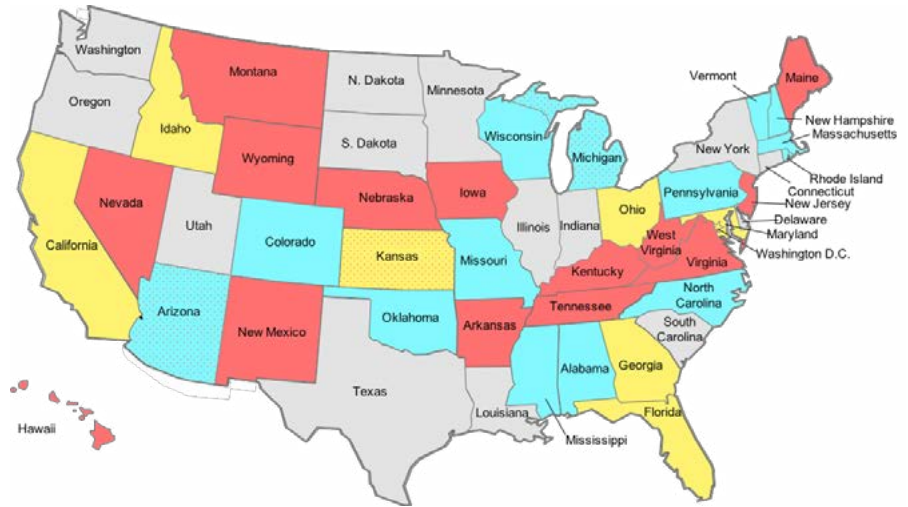 Washington
Montana
N. Dakota
Minnesota
Vermont
Maine
Oregon
Idaho
Wisconsin
Michigan
New York
New Hampshire
Massachusetts
S. Dakota
Wyoming
Rhode Island
Connecticut
New Jersey
Nebraska
Iowa
Pennsylvania
Nevada
Utah
Illinois
Indiana
Ohio
Delaware
Maryland
Washington D.C.
California
Colorado
Kansas
Missouri
West
Virginia
Virginia
Kentucky
North
Carolina
Arizona
New Mexico
Oklahoma
Arkansas
Tennessee
South
Carolina
Texas
Alabama
Georgia
Louisiana
Florida
Mississippi
Hawaii